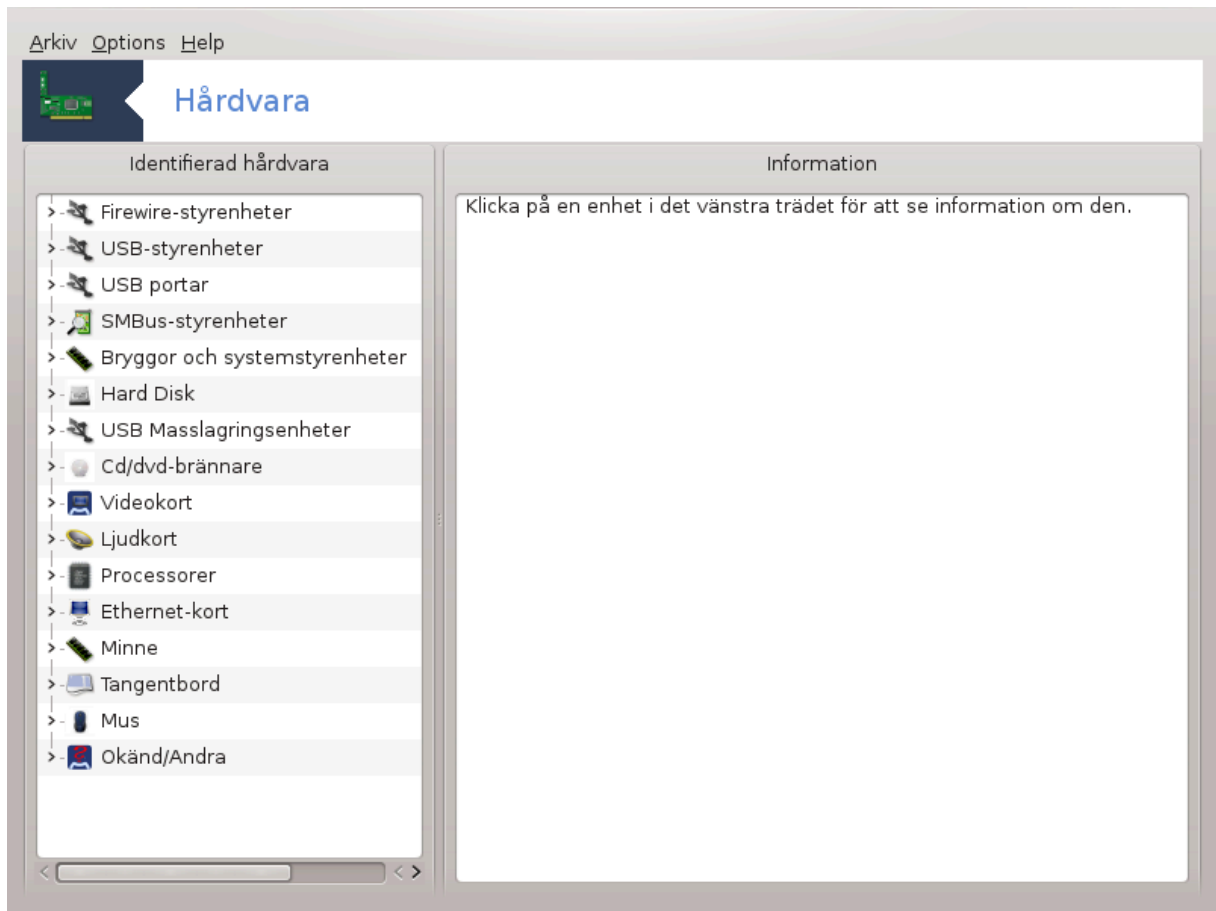 Arkiv Options Help
Hårdvara
Identifierad hårdvara
Firewire-styrenheter
USB-styrenheter
USB portar
SMBus-styrenheter
Bryggor och systemstyrenheter
Hard Disk
USB Masslagringsenheter
Cd/dvd-brännare
Videokort
Ljudkort
Processorer
Ethernet-kort
Minne
Tangentbord
Mus
Okänd/Andra
Information
Klicka på en enhet i det vänstra trädet för att se information om den.